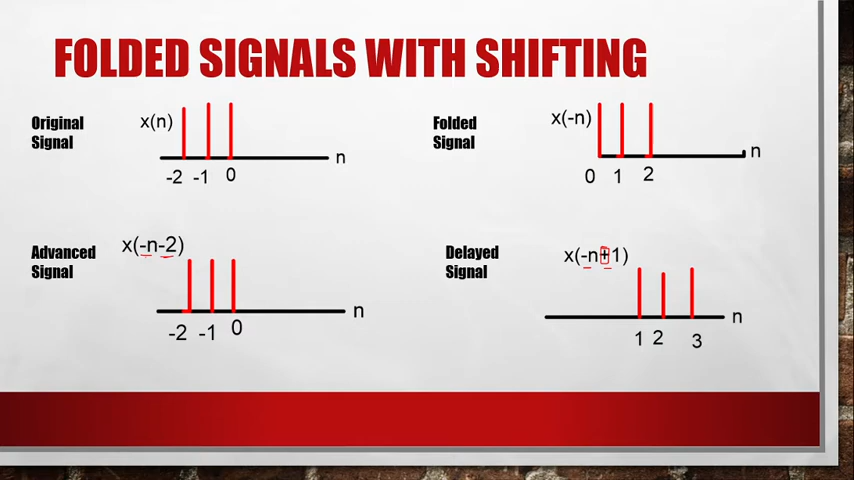 FOLDED SIGNALS WITH SHIFTING
Original
Signal
x(n)
n
-2 -1 0
Folded
Signal
x(-n)
n
0 1 2
Advanced
Signal
x(-n-2)
n
-2 -1 0
Delayed
Signal
x(-n+1)
n
1 2 3